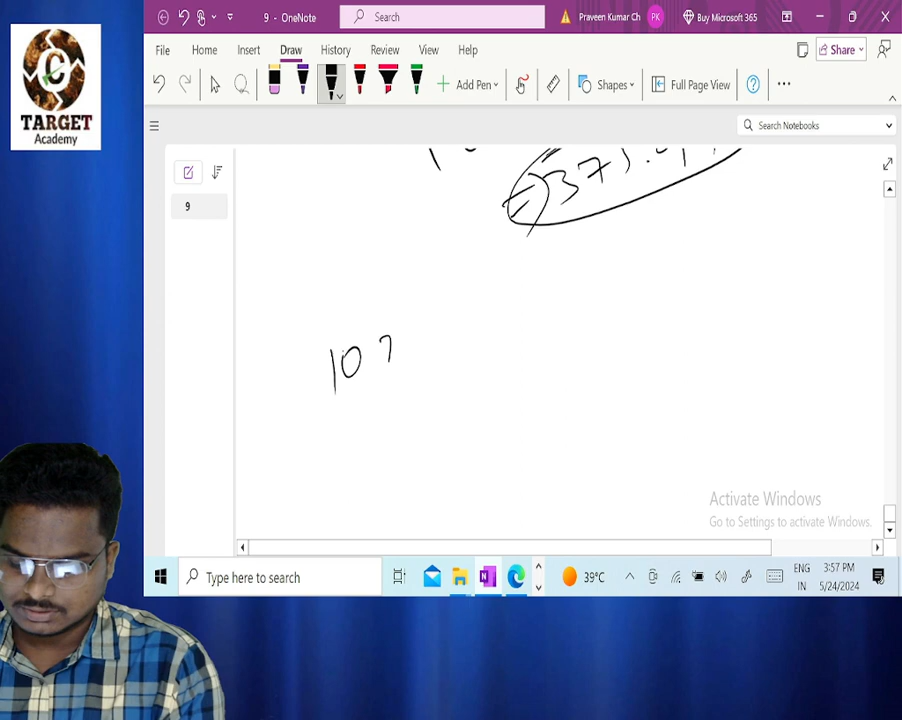 9 - OneNote
Search
Praveen Kumar Ch
PK
Buy Microsoft 365
File Home Insert Draw History Review View Help
Share
Add Pen
Shapes
Full Page View
Search Notebooks
9
C
TARGET
Academy
10
Activate Windows
Go to Settings to activate Windows.
Type here to search
39°C
ENG
IN
3:57 PM
5/24/2024